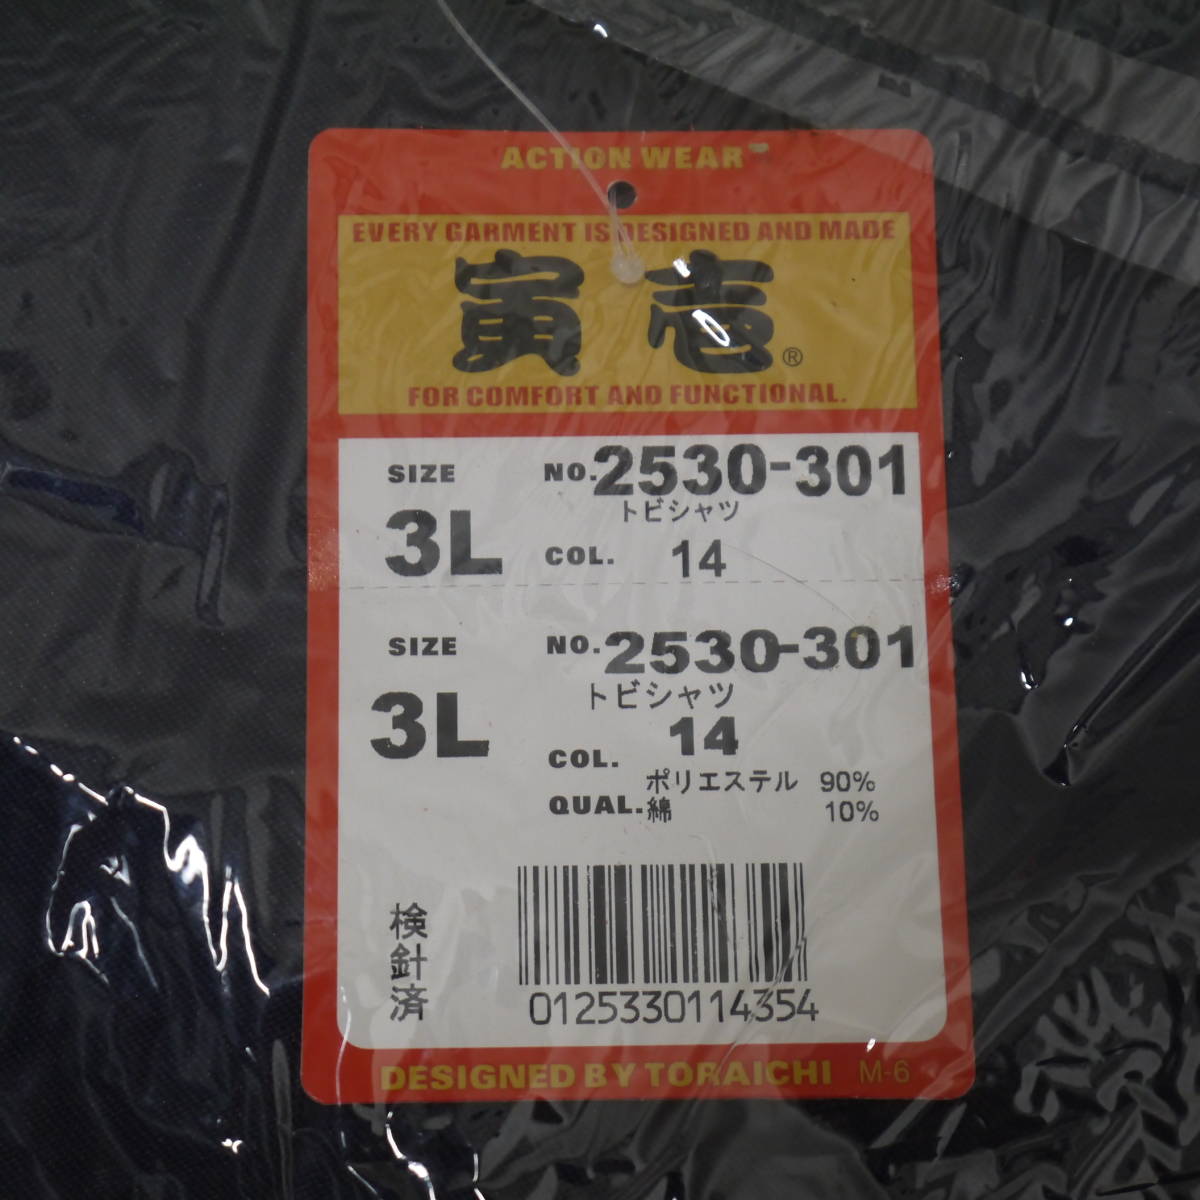 ACTION WEAR
EVERY GARMENT IS DESIGNED AND MADE
寅壱®
FOR COMFORT AND FUNCTIONAL.
SIZE NO.2530-301
トビシャツ
3L COL. 14
SIZE NO.2530-301
トビシャツ
3L COL. 14
ポリエステル 90%
QUAL.綿 10%
検針済
0125330114354
DESIGNED BY TORAICHI M-6